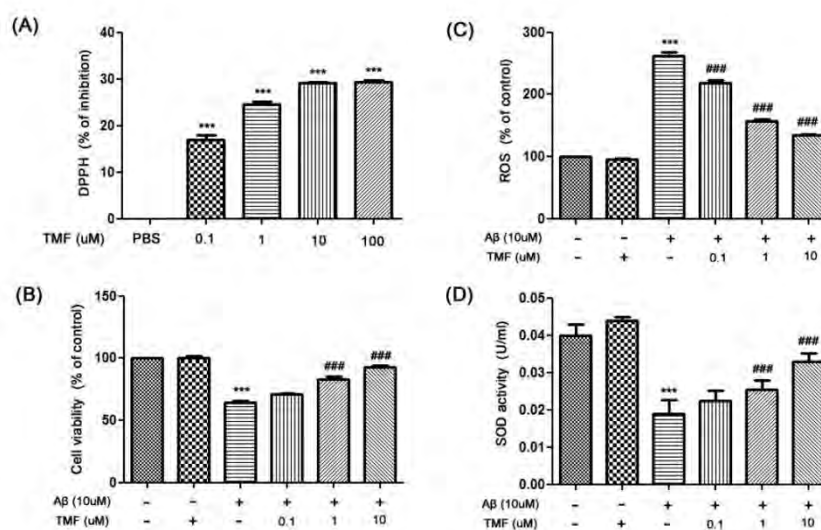 (A)
DPPH (% of inhibition)
40
30
20
10
0
*** *** *** ***
TMF (uM) PBS 0.1 1 10 100
(B)
Cell viability (% of control)
150
100
50
0
*** ### ###
Aβ (10uM) - - + + + +
TMF (uM) - + - 0.1 1 10
(C)
ROS (% of control)
300
200
100
0
*** ### ### ###
Aβ (10uM) - - + + + +
TMF (uM) - + - 0.1 1 10
(D)
SOD activity (U/ml)
0.05
0.04
0.03
0.02
0.01
0.00
*** ### ###
Aβ (10uM) - - + + + +
TMF (uM) - + - 0.1 1 10